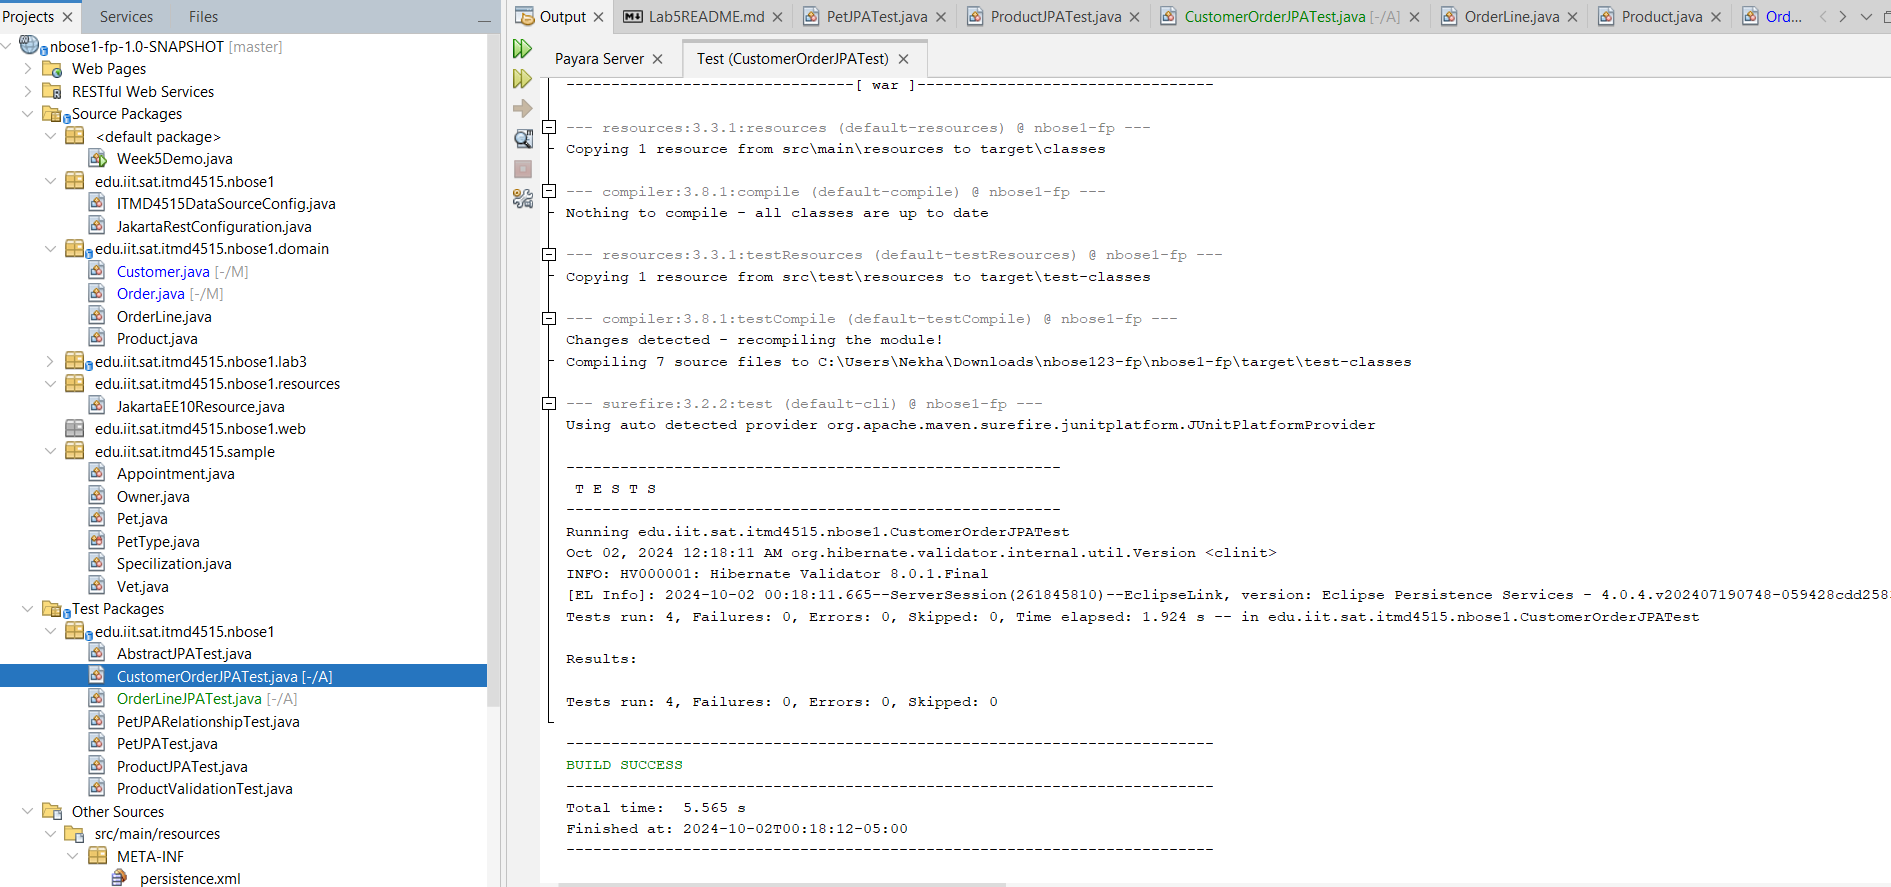 Projects
Services
Files
nbose1-fp-1.0-SNAPSHOT [master]
Web Pages
RESTful Web Services
Source Packages
<default package>
Week5Demo.java
edu.iit.sat.itmd4515.nbose1
ITMD4515DataSourceConfig.java
JakartaRestConfiguration.java
edu.iit.sat.itmd4515.nbose1.domain
Customer.java [-/M]
Order.java [-/M]
OrderLine.java
Product.java
edu.iit.sat.itmd4515.nbose1.lab3
edu.iit.sat.itmd4515.nbose1.resources
JakartaEE10Resource.java
edu.iit.sat.itmd4515.nbose1.web
edu.iit.sat.itmd4515.sample
Appointment.java
Owner.java
Pet.java
PetType.java
Specilization.java
Vet.java
Test Packages
edu.iit.sat.itmd4515.nbose1
AbstractJPATest.java
CustomerOrderJPATest.java [-/A]
OrderLineJPATest.java [-/A]
PetJPARelationshipTest.java
PetJPATest.java
ProductJPATest.java
ProductValidationTest.java
Other Sources
src/main/resources
META-INF
persistence.xml
Output
Lab5README.md
PetJPATest.java
ProductJPATest.java
CustomerOrderJPATest.java [-/A]
OrderLine.java
Product.java
Ord...
Payara Server
Test (CustomerOrderJPATest)
--------------------------------[ war ]---------------------------------
--- resources:3.3.1:resources (default-resources) @ nbose1-fp ---
Copying 1 resource from src\main\resources to target\classes
--- compiler:3.8.1:compile (default-compile) @ nbose1-fp ---
Nothing to compile - all classes are up to date
--- resources:3.3.1:testResources (default-testResources) @ nbose1-fp ---
Copying 1 resource from src\test\resources to target\test-classes
--- compiler:3.8.1:testCompile (default-testCompile) @ nbose1-fp ---
Changes detected - recompiling the module!
Compiling 7 source files to C:\Users\Nekha\Downloads\nbose123-fp\nbose1-fp\target\test-classes
--- surefire:3.2.2:test (default-cli) @ nbose1-fp ---
Using auto detected provider org.apache.maven.surefire.junitplatform.JUnitPlatformProvider
-------------------------------------------------------
T E S T S
-------------------------------------------------------
Running edu.iit.sat.itmd4515.nbose1.CustomerOrderJPATest
Oct 02, 2024 12:18:11 AM org.hibernate.validator.internal.util.Version <clinit>
INFO: HV000001: Hibernate Validator 8.0.1.Final
[EL Info]: 2024-10-02 00:18:11.665--ServerSession(261845810)--EclipseLink, version: Eclipse Persistence Services - 4.0.4.v202407190748-059428cdd258
Tests run: 4, Failures: 0, Errors: 0, Skipped: 0, Time elapsed: 1.924 s -- in edu.iit.sat.itmd4515.nbose1.CustomerOrderJPATest
Results:
Tests run: 4, Failures: 0, Errors: 0, Skipped: 0
------------------------------------------------------------------------
BUILD SUCCESS
------------------------------------------------------------------------
Total time:  5.565 s
Finished at: 2024-10-02T00:18:12-05:00
------------------------------------------------------------------------